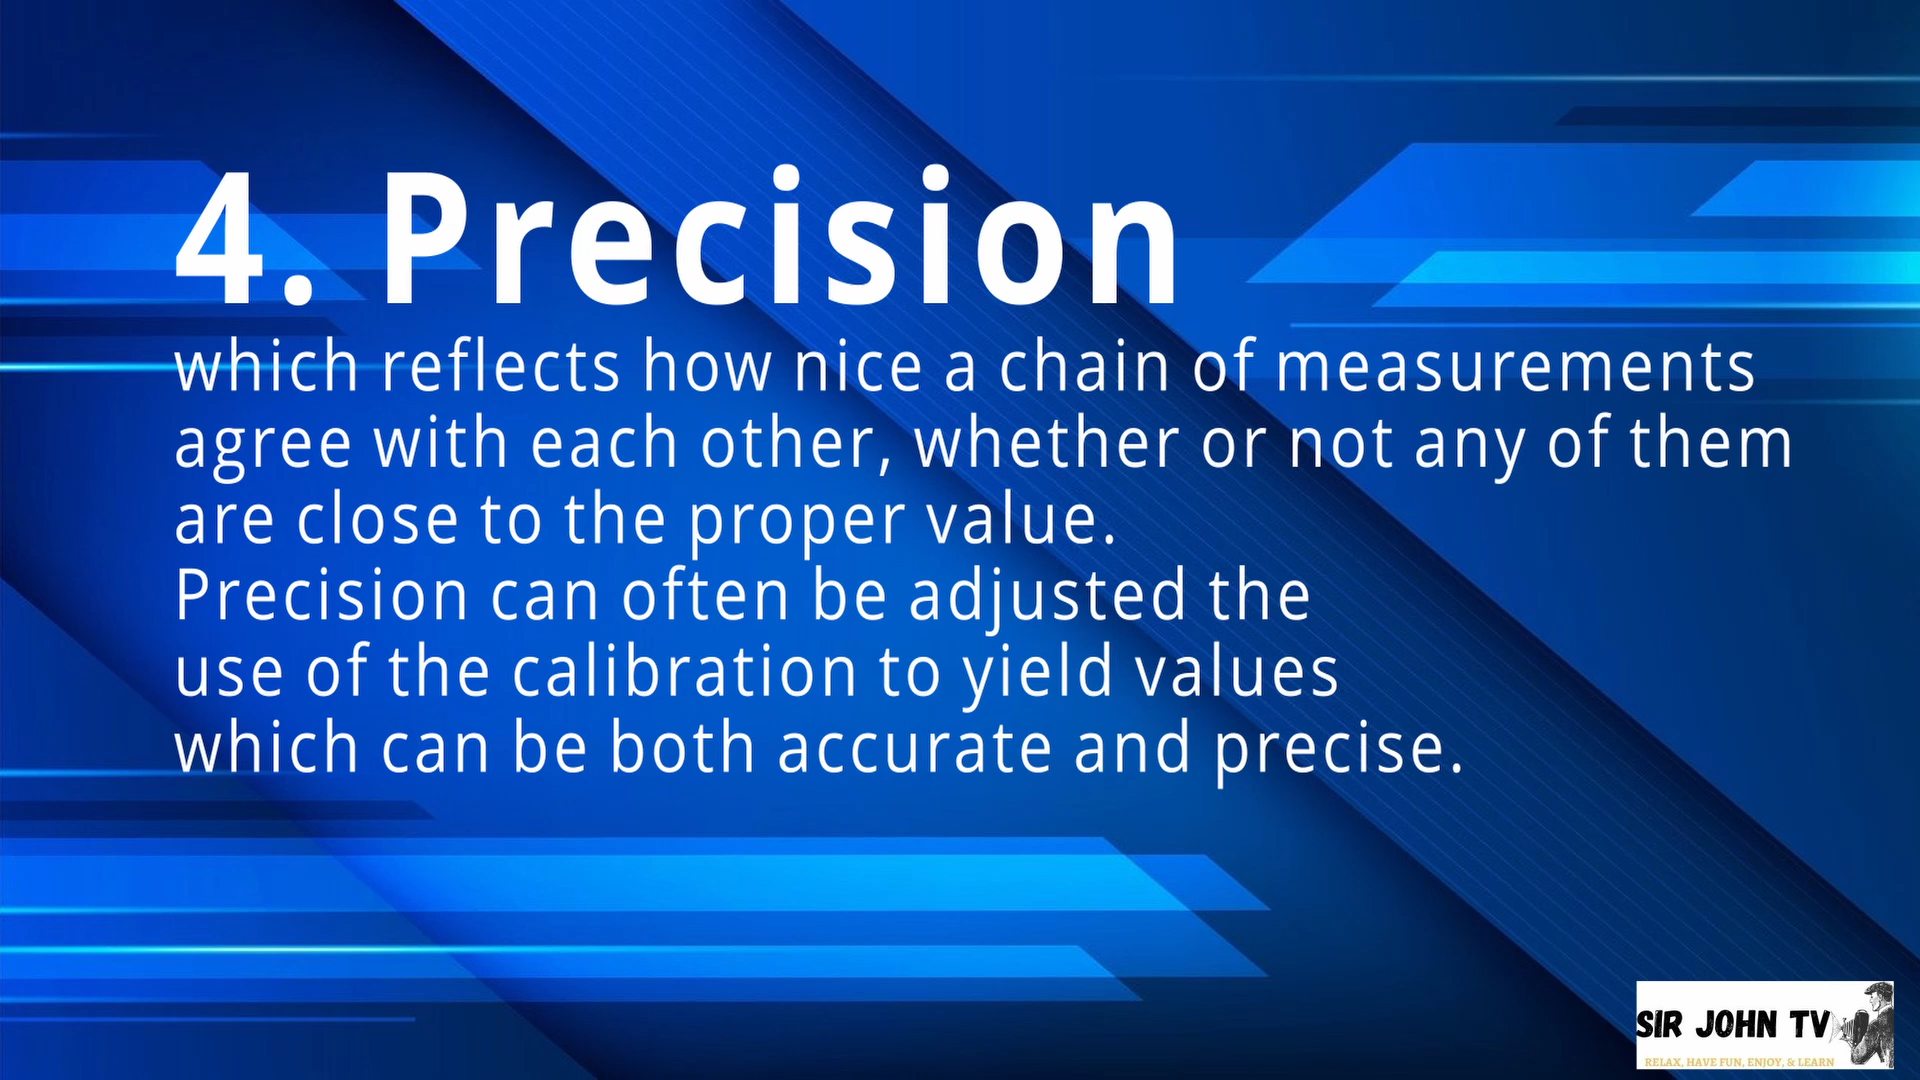 4. Precision
which reflects how nice a chain of measurements
agree with each other, whether or not any of them
are close to the proper value.
Precision can often be adjusted the
use of the calibration to yield values
which can be both accurate and precise.
SIR JOHN TV
RELAX, HAVE FUN, ENJOY, & LEARN